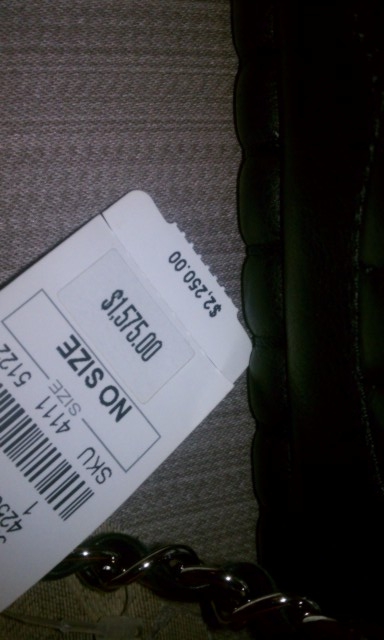 $2,250.00
$1,575.00
NO SIZE
SIZE
4111 5122
SKU
1